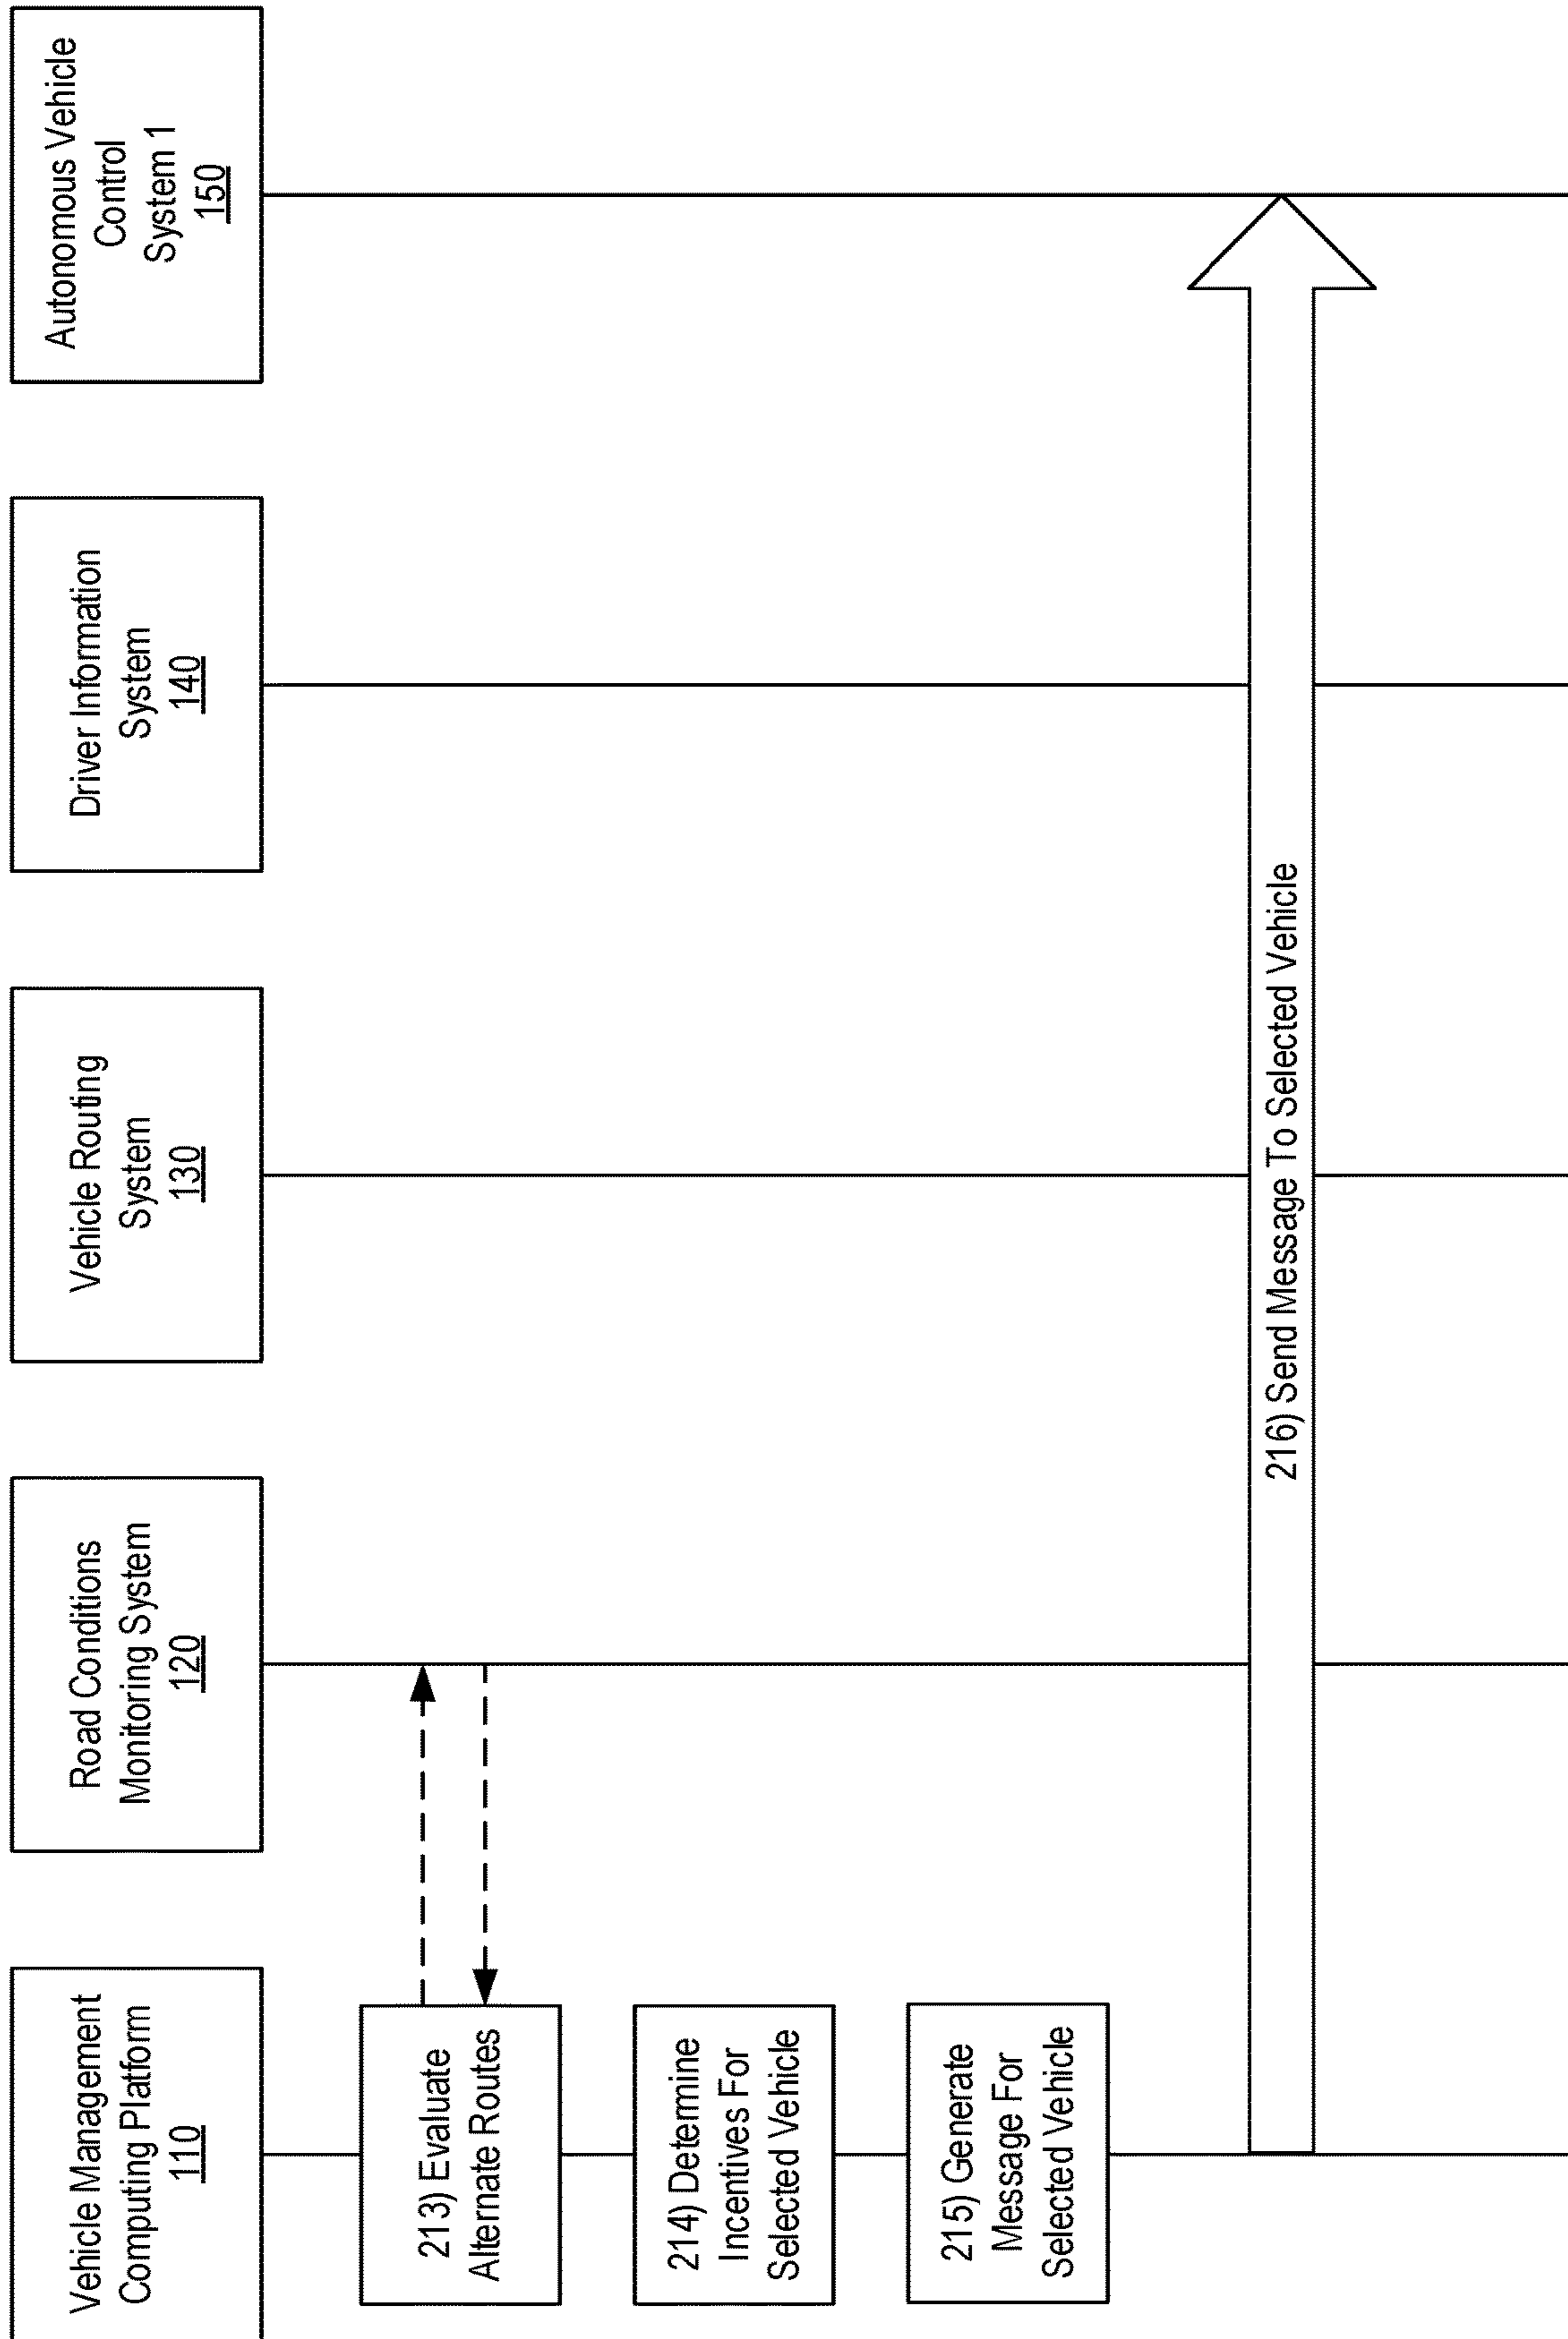 Vehicle Management
Computing Platform
110
Road Conditions
Monitoring System
120
Vehicle Routing
System
130
Driver Information
System
140
Autonomous Vehicle
Control
System 1
150
213) Evaluate
Alternate Routes
214) Determine
Incentives For
Selected Vehicle
215) Generate
Message For
Selected Vehicle
216) Send Message To Selected Vehicle